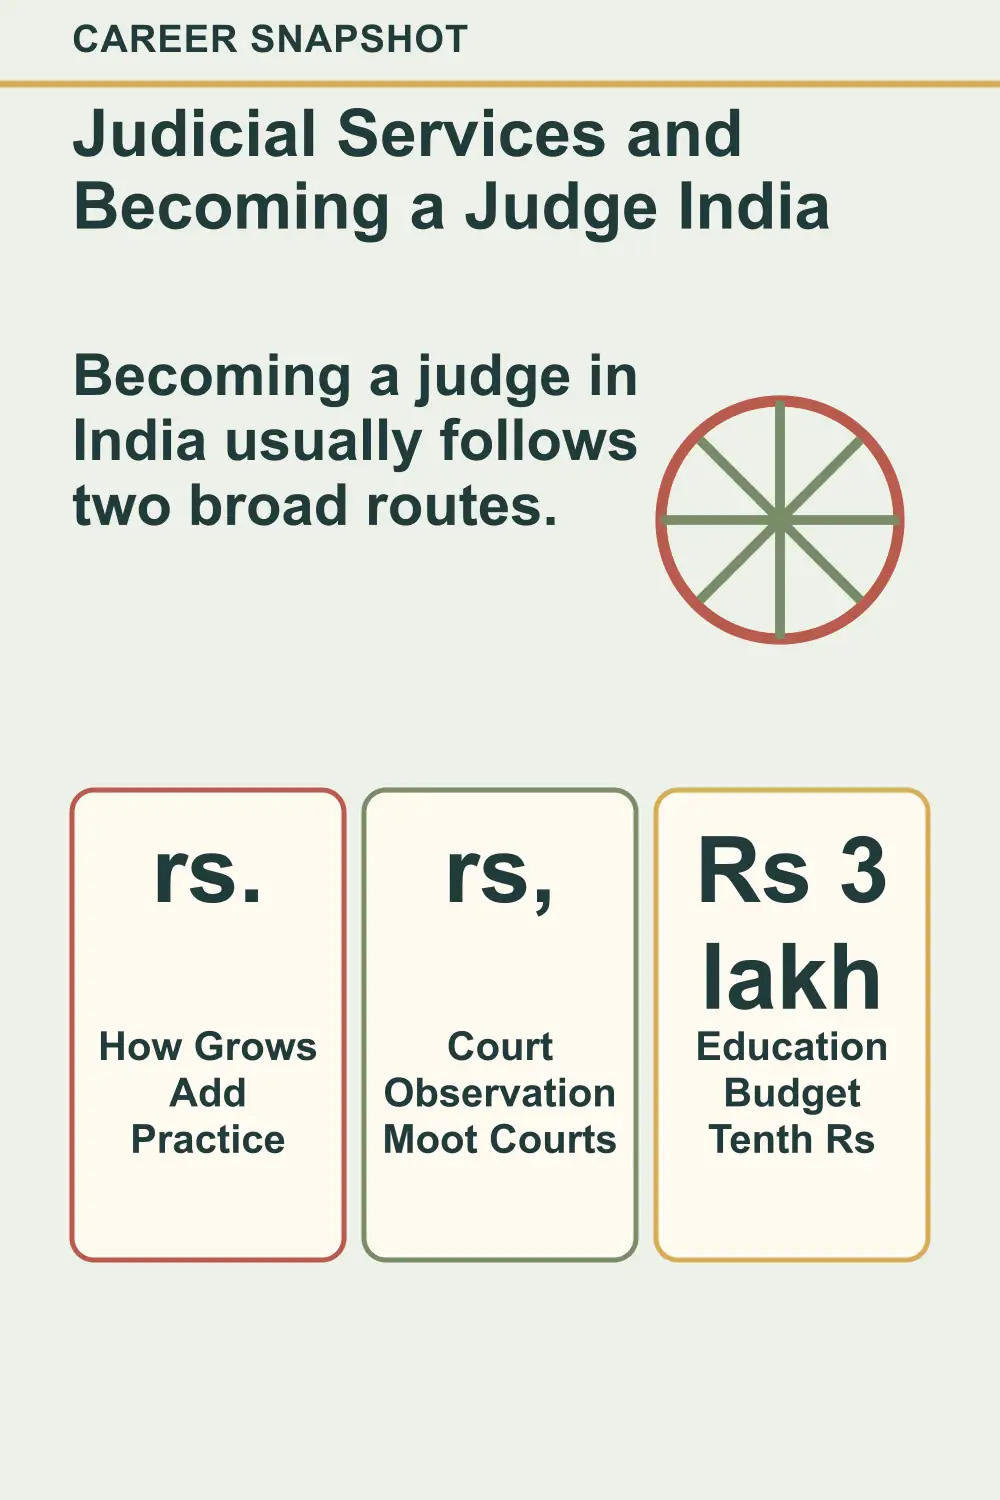 CAREER SNAPSHOT
Judicial Services and
Becoming a Judge India
Becoming a judge in
India usually follows
two broad routes.
rs.
How Grows
Add
Practice
rs,
Court
Observation
Moot Courts
Rs 3
lakh
Education
Budget
Tenth Rs